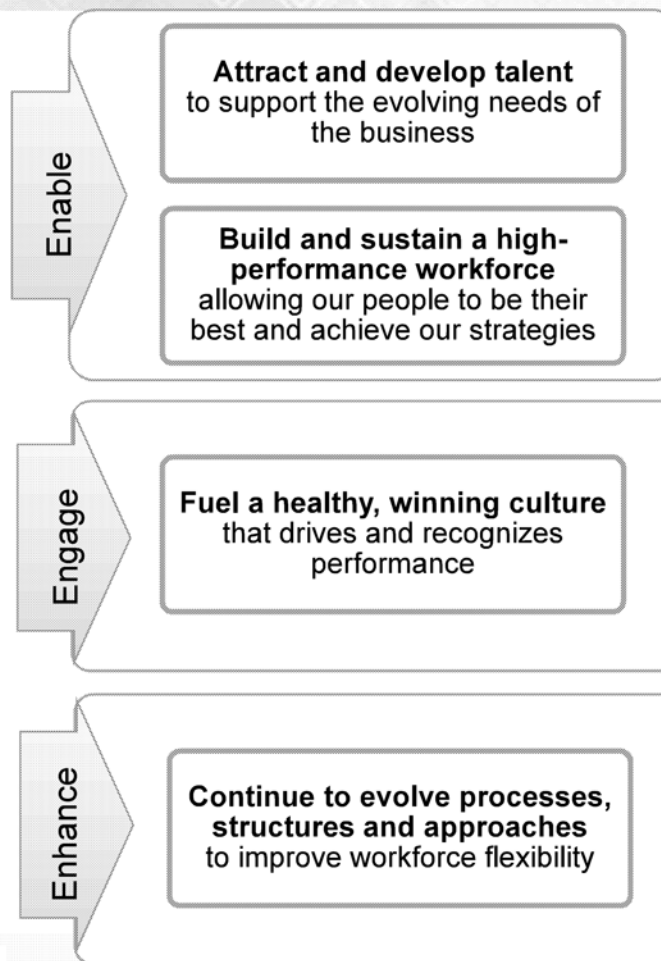 Enable
Attract and develop talent
to support the evolving needs of
the business
Build and sustain a high-
performance workforce
allowing our people to be their
best and achieve our strategies
Engage
Fuel a healthy, winning culture
that drives and recognizes
performance
Enhance
Continue to evolve processes,
structures and approaches
to improve workforce flexibility